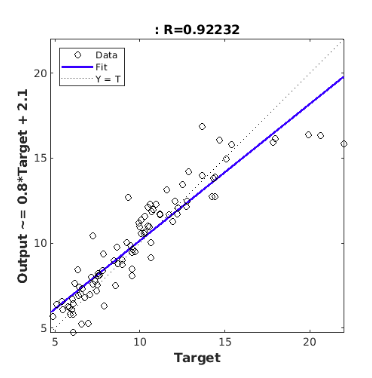 : R=0.92232
Data
Fit
Y = T
Output ~= 0.8*Target + 2.1
20
15
10
5
5 10 15 20
Target